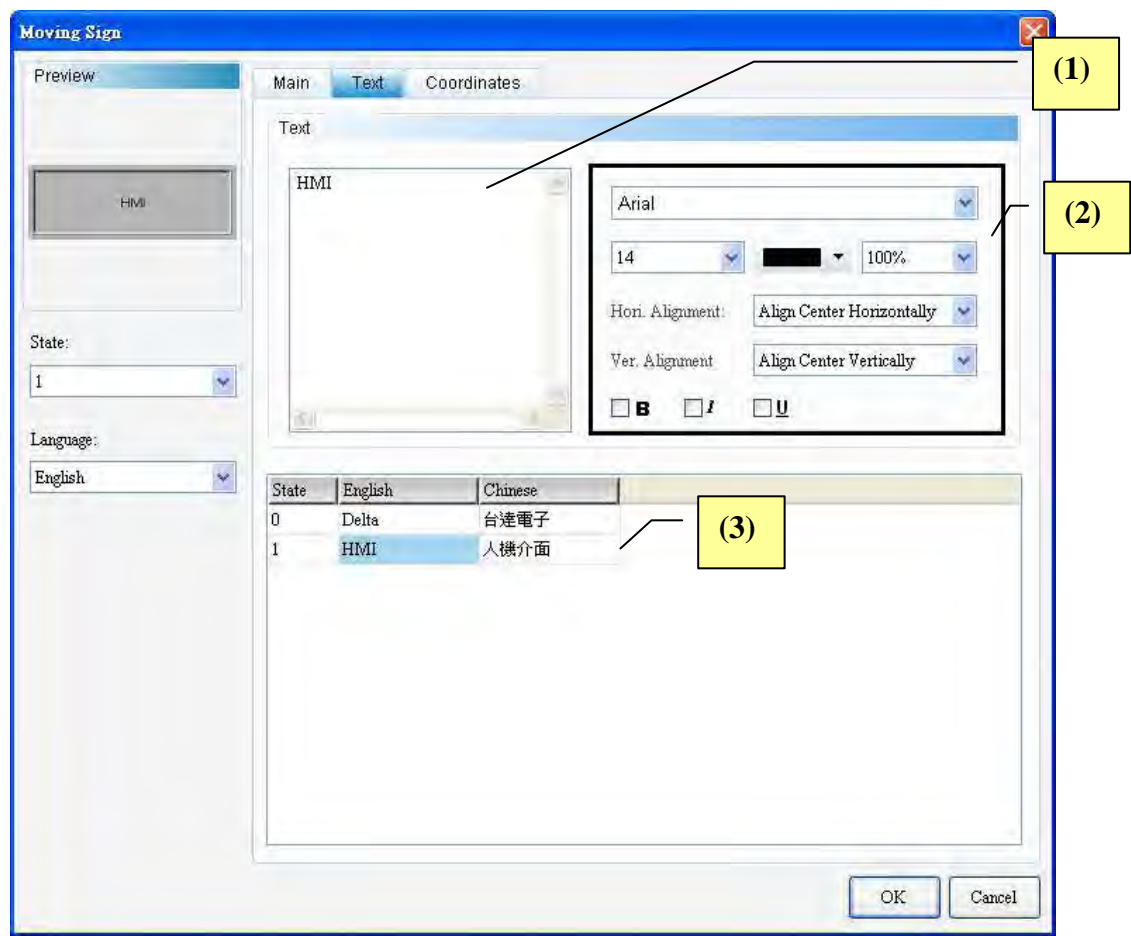 Moving Sign
(1)
Preview
Main Text Coordinates
Text
HMI
HMI
Arial
(2)
14 100%
Hori. Alignment: Align Center Horizontally
Ver. Alignment Align Center Vertically
B I U
State:
1
Language:
English
State English Chinese
0 Delta 台達電子
1 HMI 人機介面
(3)
OK Cancel